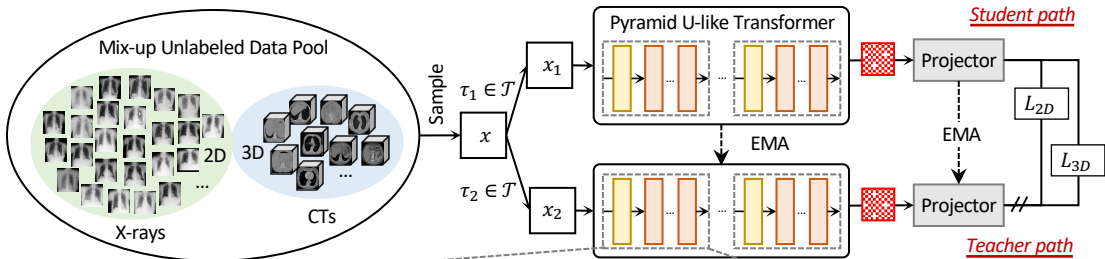 Mix-up Unlabeled Data Pool
2D
...
X-rays
3D
...
CTs
Sample
x
τ₁ ∈ 𝒯
τ₂ ∈ 𝒯
x₁
x₂
Pyramid U-like Transformer
... ... ...
EMA
... ... ...
Student path
Projector
EMA
Projector
L₂D
L₃D
Teacher path